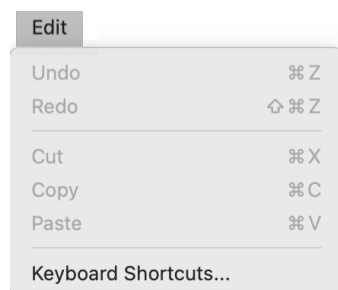 Edit
Undo ⌘Z
Redo ⇧⌘Z
Cut ⌘X
Copy ⌘C
Paste ⌘V
Keyboard Shortcuts...